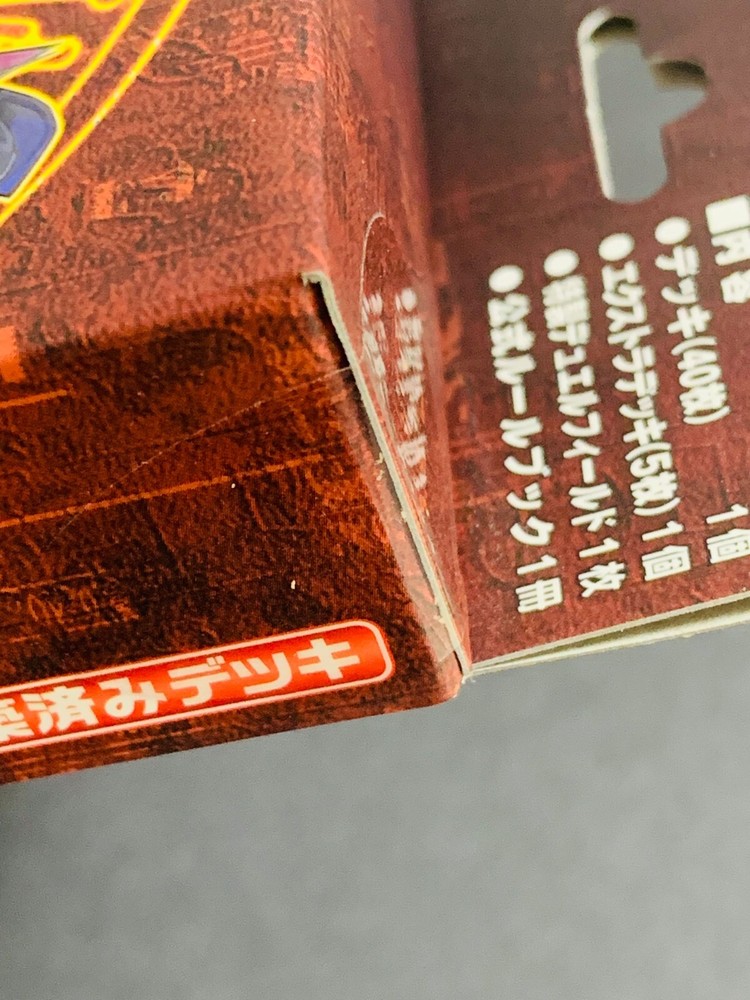 ■内容
●デッキ(40枚) 1個
●エクストラデッキ(5枚) 1個
●特製デュエルフィールド 1枚
●公式ルールブック 1冊
済みデッキ